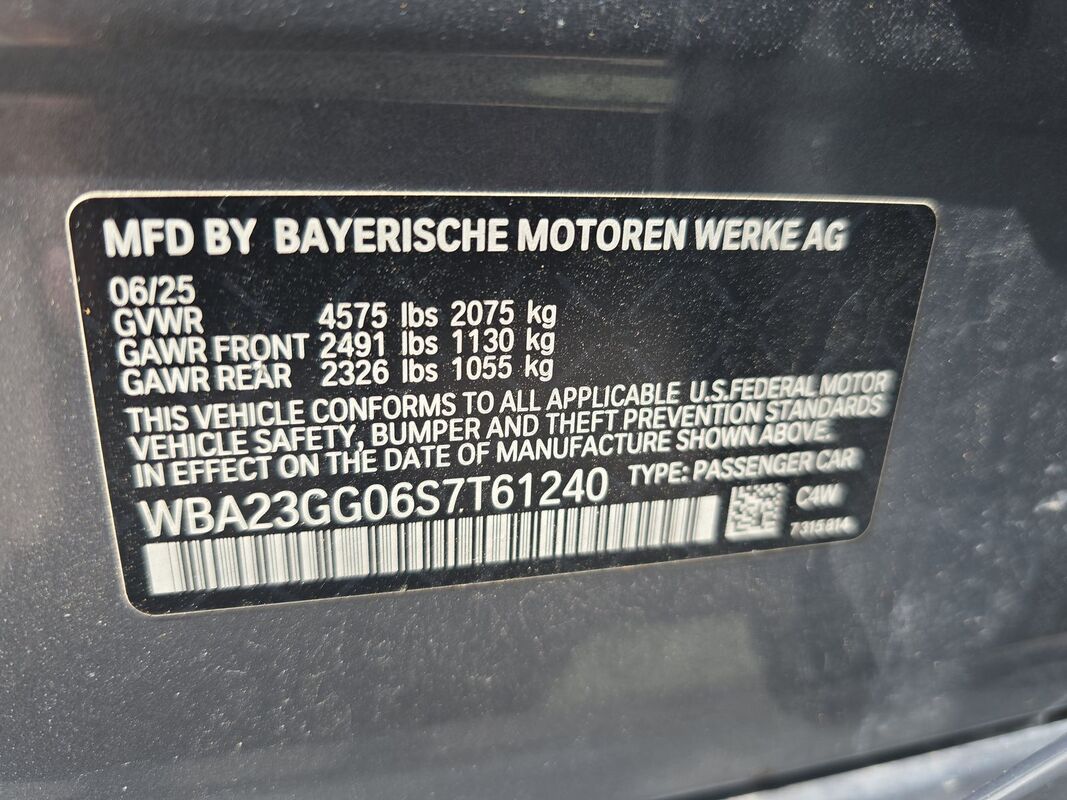 MFD BY BAYERISCHE MOTOREN WERKE AG
06/25
GVWR 4575 lbs 2075 kg
GAWR FRONT 2491 lbs 1130 kg
GAWR REAR 2326 lbs 1055 kg
THIS VEHICLE CONFORMS TO ALL APPLICABLE U.S.FEDERAL MOTOR
VEHICLE SAFETY, BUMPER AND THEFT PREVENTION STANDARDS
IN EFFECT ON THE DATE OF MANUFACTURE SHOWN ABOVE.
WBA23GG06S7T61240 TYPE: PASSENGER CAR
C4W
7315814